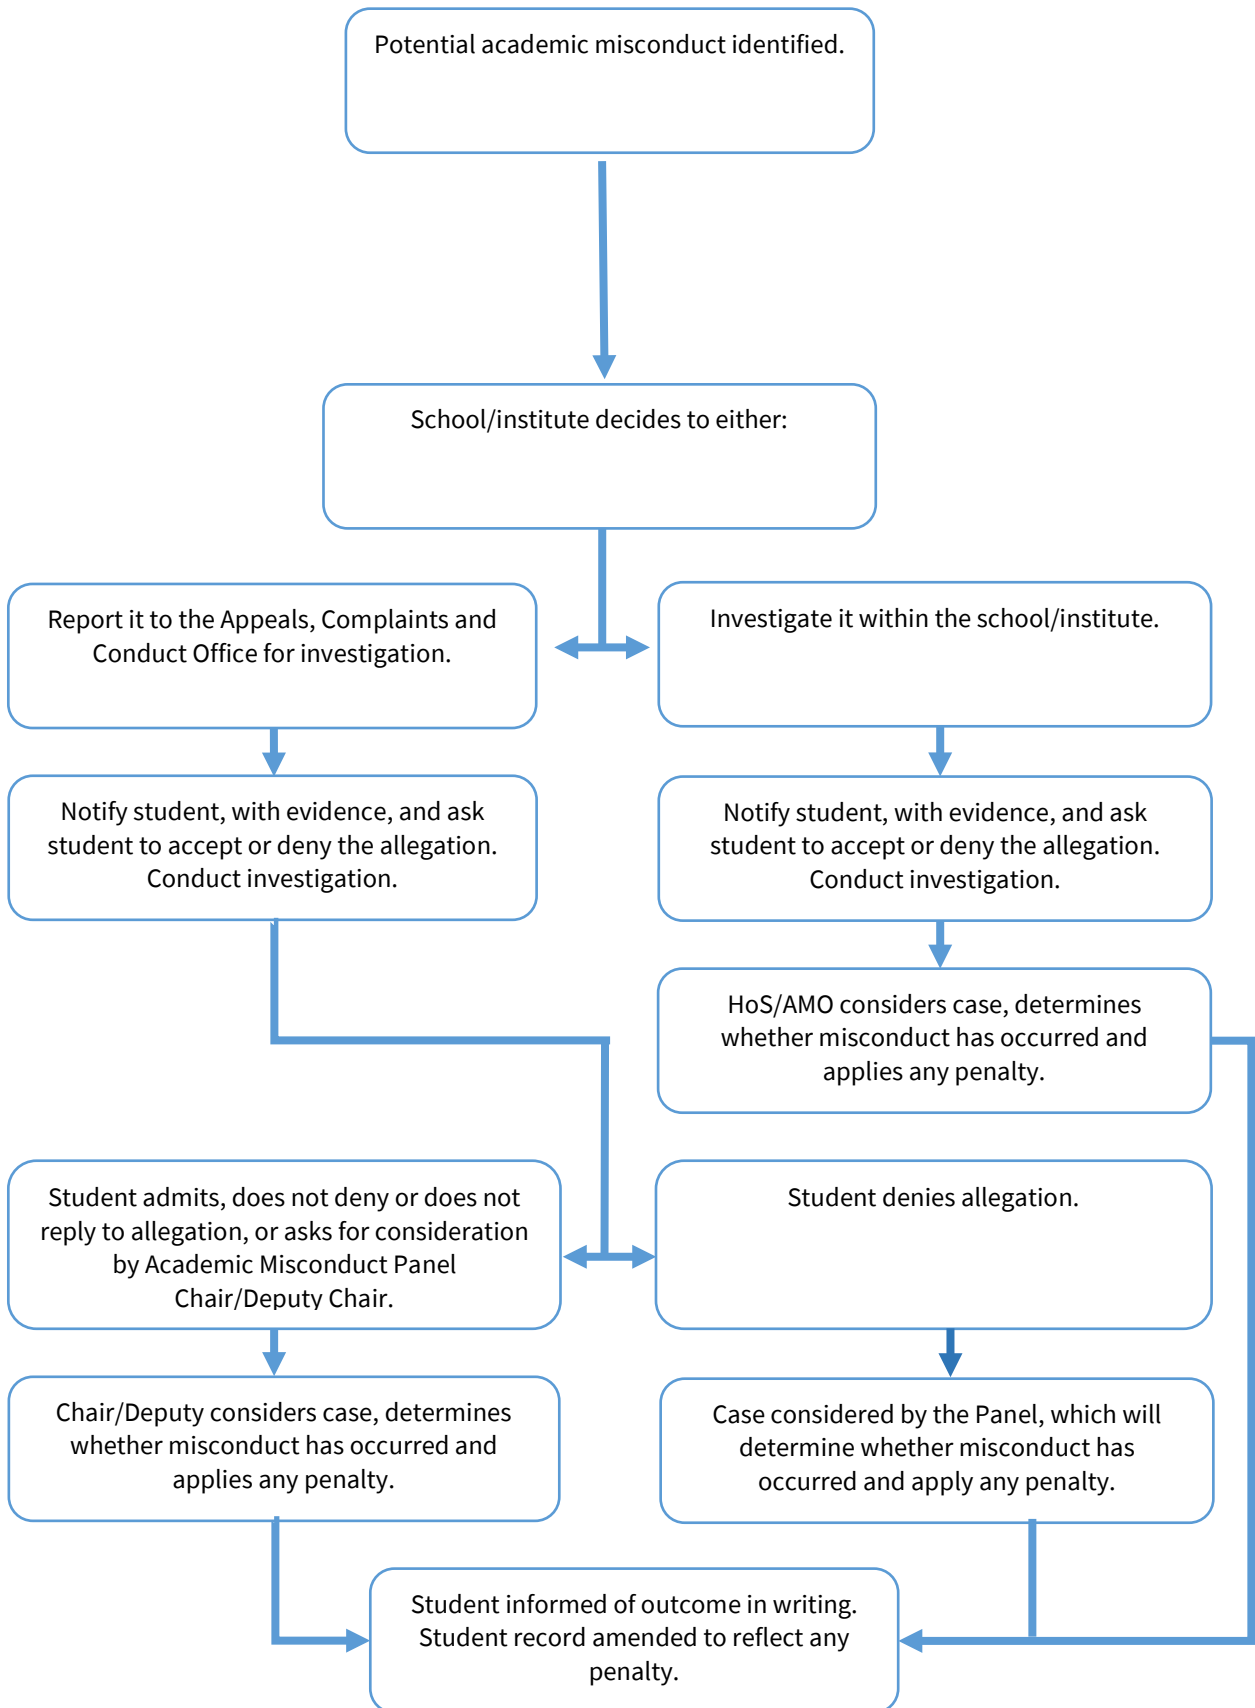 Potential academic misconduct identified.
School/institute decides to either:
Report it to the Appeals, Complaints and
Conduct Office for investigation.
Investigate it within the school/institute.
Notify student, with evidence, and ask
student to accept or deny the allegation.
Conduct investigation.
Notify student, with evidence, and ask
student to accept or deny the allegation.
Conduct investigation.
HoS/AMO considers case, determines
whether misconduct has occurred and
applies any penalty.
Student admits, does not deny or does not
reply to allegation, or asks for consideration
by Academic Misconduct Panel
Chair/Deputy Chair.
Student denies allegation.
Chair/Deputy considers case, determines
whether misconduct has occurred and
applies any penalty.
Case considered by the Panel, which will
determine whether misconduct has
occurred and apply any penalty.
Student informed of outcome in writing.
Student record amended to reflect any
penalty.